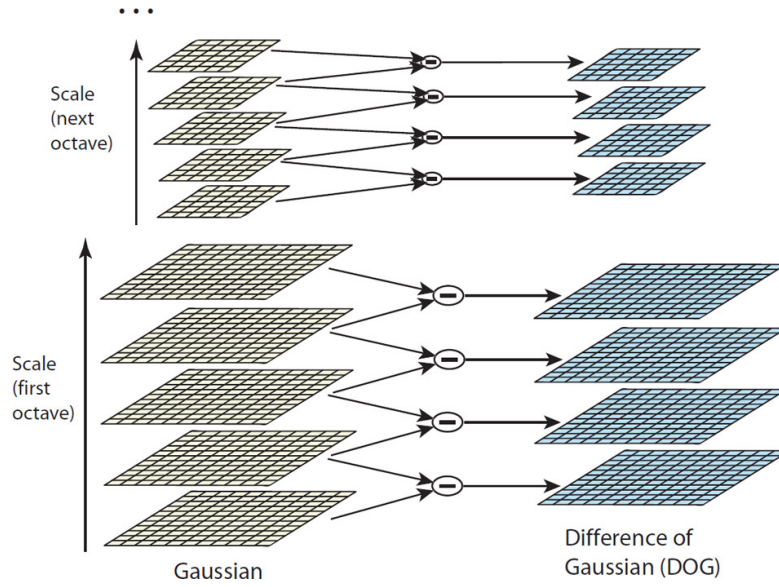 ...
Scale
(next
octave)
Scale
(first
octave)
Gaussian
Difference of
Gaussian (DOG)